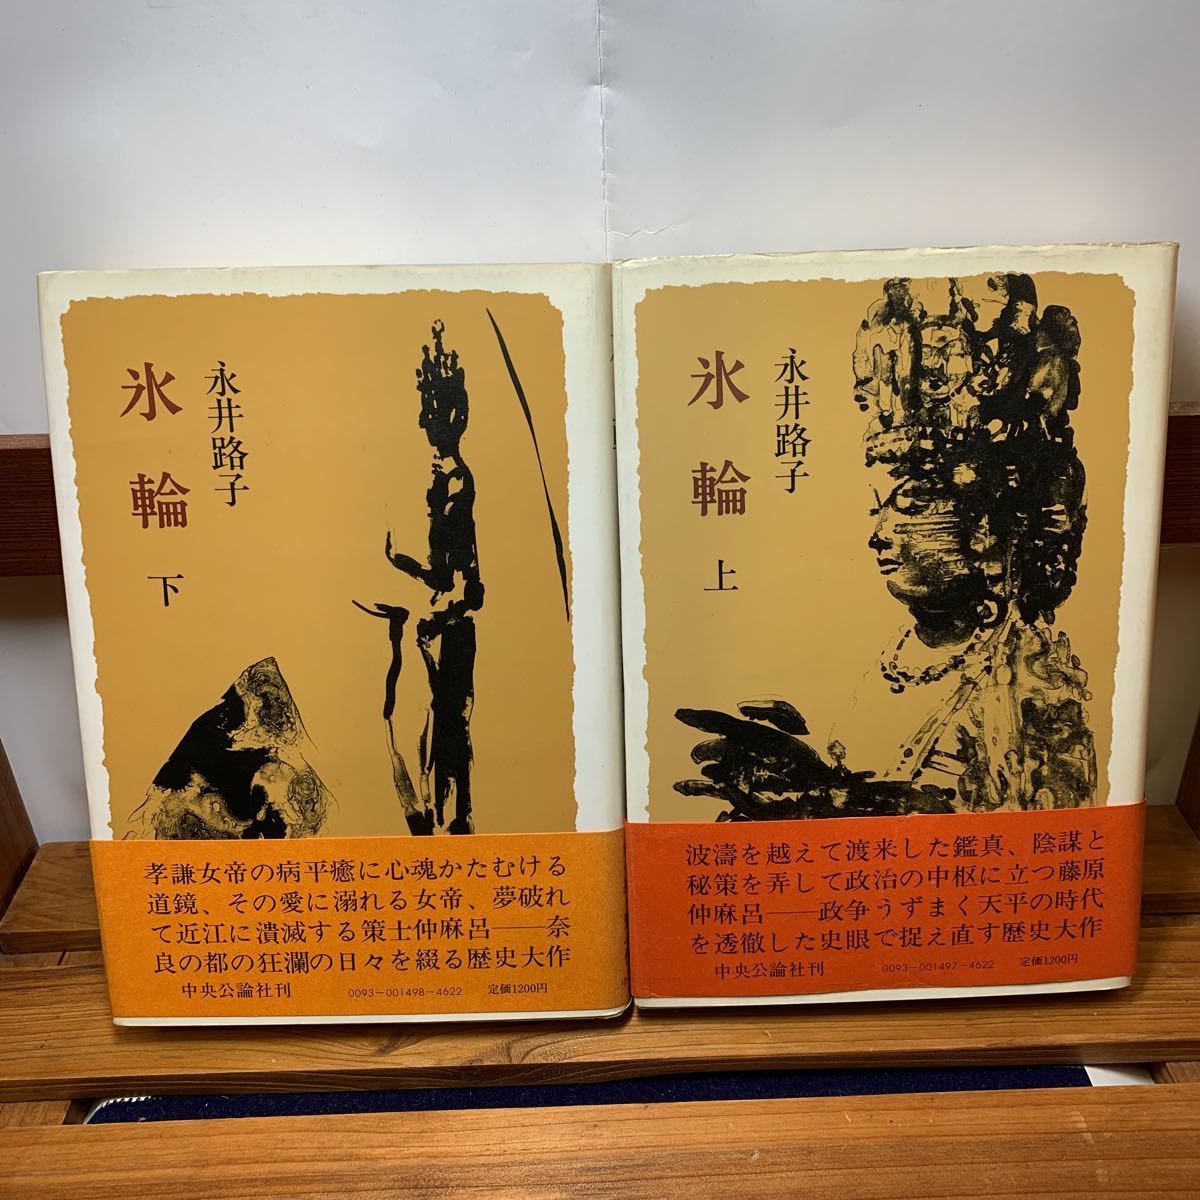 永井路子
氷輪
下
孝謙女帝の病平癒に心魂かたむける
道鏡、その愛に溺れる女帝、夢破れ
て近江に潰滅する策士仲麻呂――奈
良の都の狂瀾の日々を綴る歴史大作
中央公論社刊 0093-001498-4622 定価1200円
永井路子
氷輪
上
波濤を越えて渡来した鑑真、陰謀と
秘策を弄して政治の中枢に立つ藤原
仲麻呂――政争うずまく天平の時代
を透徹した史眼で捉え直す歴史大作
中央公論社刊 0093-001497-4622 定価1200円